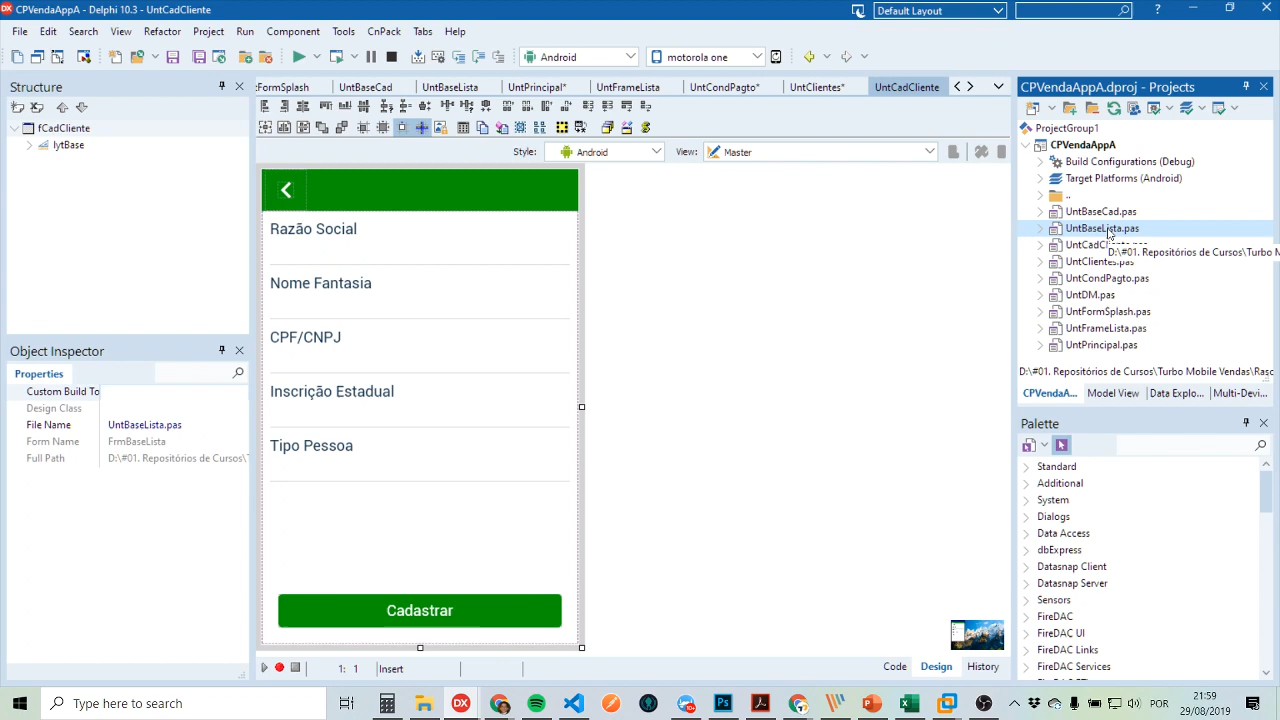 CPVendaAppA - Delphi 10.3 - UntCadCliente
Default Layout
?
File Edit Search View Refactor Project Run Component Tools CnPack Tabs Help
Android
motorola one
Structure
fCadCliente
lytBase
Object Inspector
Properties
Custom Build To
Design Class
File Name UntBaseLista.pas
Form Name FrmBaseLista
Full Path D:\#01. Repositórios de Cursos\T
FormSplash UntBaseCad UntBaseLista UntPrincipal* UntFrameLista UntCondPagto* UntClientes* UntCadCliente
Style: Android View: Master
Razão Social
Nome Fantasia
CPF/CNPJ
Inscrição Estadual
Tipo Pessoa
Cadastrar
1: 1 Insert
Code Design History
CPVendaAppA.dproj - Projects
ProjectGroup1
CPVendaAppA
Build Configurations (Debug)
Target Platforms (Android)
..
UntBaseCad.pas
UntBaseLista.pas
D:\#01. Repositórios de Cursos\Turbo M
UntClientes.pas
UntCondPagto.pas
UntDM.pas
UntFormSplash.pas
UntFrameLista.pas
UntPrincipal.pas
D:\#01. Repositórios de Cursos\Turbo Mobile Vendas\Rasc
CPVendaA... Model View Data Explo... Multi-Devi...
Palette
Standard
Additional
System
Dialogs
Data Access
dbExpress
Datasnap Client
Datasnap Server
Sensors
FireDAC
FireDAC UI
FireDAC Links
FireDAC Services
Type here to search
POR
21:59
29/08/2019